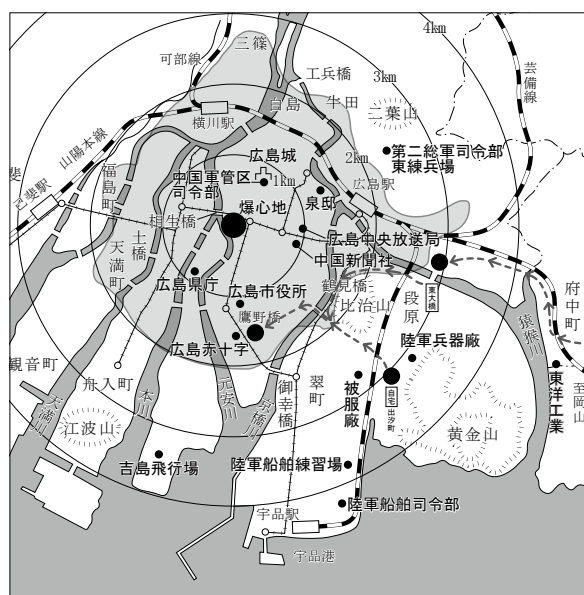 4km
三篠
可部線
工兵橋
3km
芸備線
白島
牛田
二葉山
横川駅
山陽本線
広島城
2km
第二総軍司令部
東練兵場
己斐駅
福島町
中国軍管区
司令部
1km
泉邸
広島駅
相生橋
爆心地
土橋
天満町
広島中央放送局
中国新聞社
広島県庁
広島市役所
鶴見橋
東大橋
段原
府中町
鷹野橋
比治山
猿猴川
広島赤十字
陸軍兵器廠
観音町
舟入町
本川
元安川
京橋川
御幸橋
翠町
被服廠
自宅
出汐町
東洋工業
至岡山
天満川
江波山
黄金山
吉島飛行場
陸軍船舶練習場
陸軍船舶司令部
宇品駅
宇品港